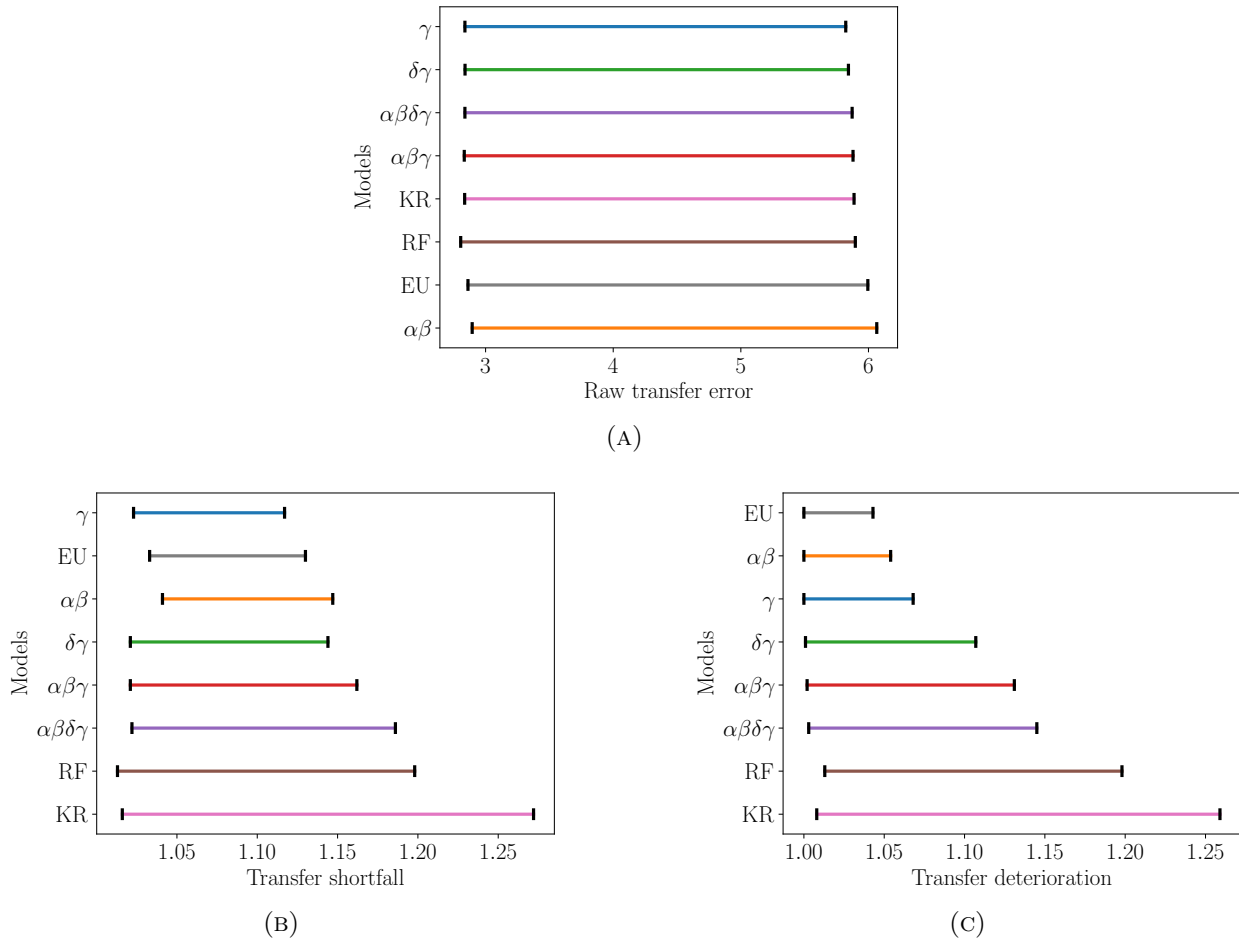 γ
δγ
αβδγ
αβγ
KR
RF
EU
αβ
Models
3 4 5 6
Raw transfer error
(A)
γ
EU
αβ
δγ
αβγ
αβδγ
RF
KR
Models
1.05 1.10 1.15 1.20 1.25
Transfer shortfall
(B)
EU
αβ
γ
δγ
αβγ
αβδγ
RF
KR
Models
1.00 1.05 1.10 1.15 1.20 1.25
Transfer deterioration
(C)